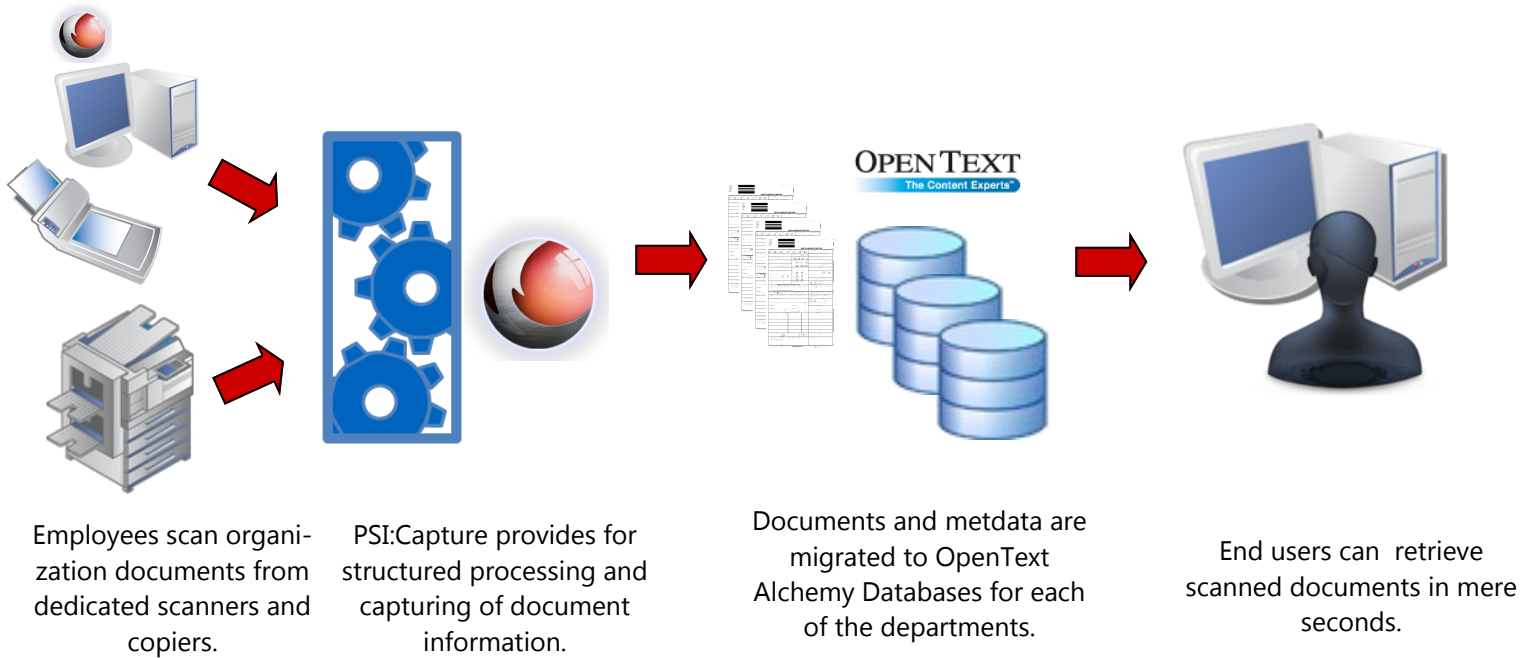 OPEN TEXT
The Content Experts™
Employees scan organi-
zation documents from
dedicated scanners and
copiers.
PSI:Capture provides for
structured processing and
capturing of document
information.
Documents and metdata are
migrated to OpenText
Alchemy Databases for each
of the departments.
End users can  retrieve
scanned documents in mere
seconds.